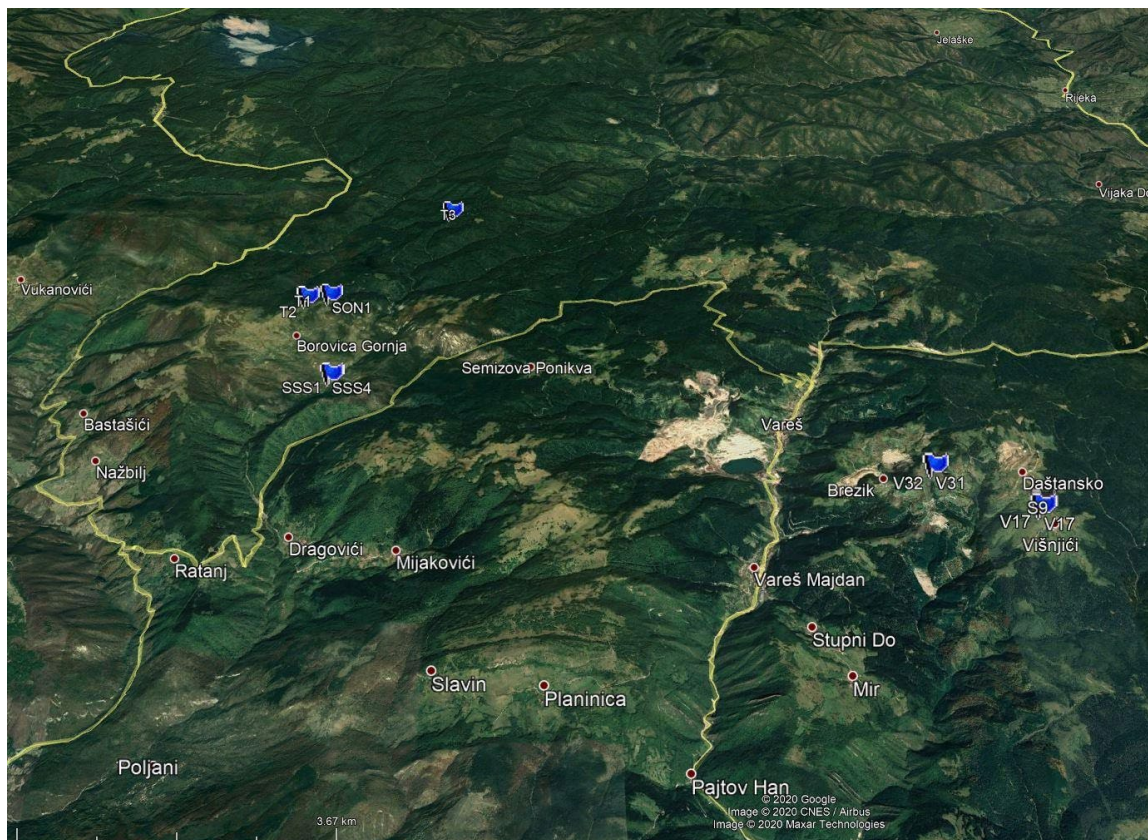 Jelaške
Rijeka
Vijaka Do
T3
Vukanovići
T1
T2
SON1
Borovica Gornja
Semizova Ponikva
SSS1
SSS4
Bastašići
Vareš
Nažbilj
Brezik
V32
V31
Daštansko
S9
V17
V17
Višnjići
Dragovići
Mijakovići
Ratanj
Vareš Majdan
Stupni Do
Slavin
Planinica
Mir
Poljani
Pajtov Han
© 2020 Google
Image © 2020 CNES / Airbus
Image © 2020 Maxar Technologies
3.67 km